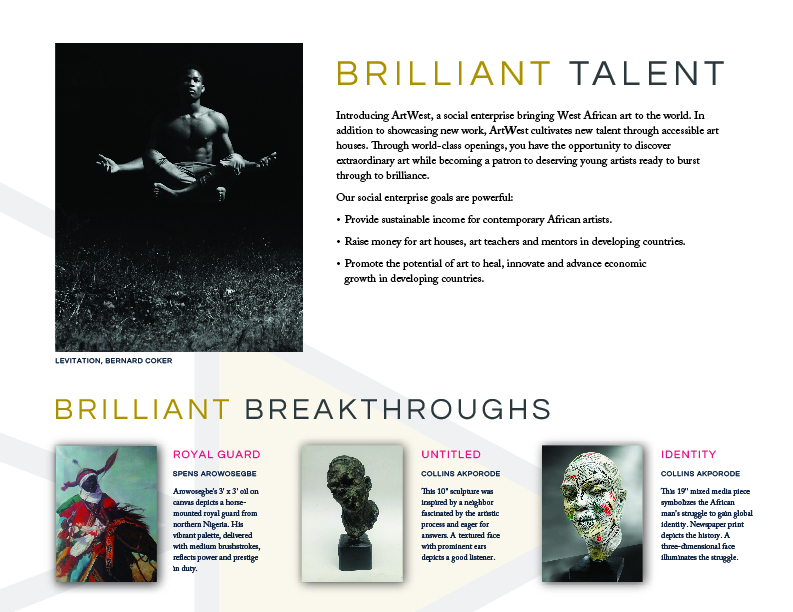 BRILLIANT TALENT
Introducing ArtWest, a social enterprise bringing West African art to the world. In
addition to showcasing new work, ArtWest cultivates new talent through accessible art
houses. Through world-class openings, you have the opportunity to discover
extraordinary art while becoming a patron to deserving young artists ready to burst
through to brilliance.
Our social enterprise goals are powerful:
• Provide sustainable income for contemporary African artists.
• Raise money for art houses, art teachers and mentors in developing countries.
• Promote the potential of art to heal, innovate and advance economic
growth in developing countries.
LEVITATION, BERNARD COKER
BRILLIANT BREAKTHROUGHS
ROYAL GUARD
SPENS AROWOSEGBE
Arowosegbe's 3' x 3' oil on
canvas depicts a horse-
mounted royal guard from
northern Nigeria. His
vibrant palette, delivered
with medium brushstrokes,
reflects power and prestige
in duty.
UNTITLED
COLLINS AKPORODE
This 10" sculpture was
inspired by a neighbor
fascinated by the artistic
process and eager for
answers. A textured face
with prominent ears
depicts a good listener.
IDENTITY
COLLINS AKPORODE
This 19" mixed media piece
symbolizes the African
man's struggle to gain global
identity. Newspaper print
depicts the history. A
three-dimensional face
illuminates the struggle.